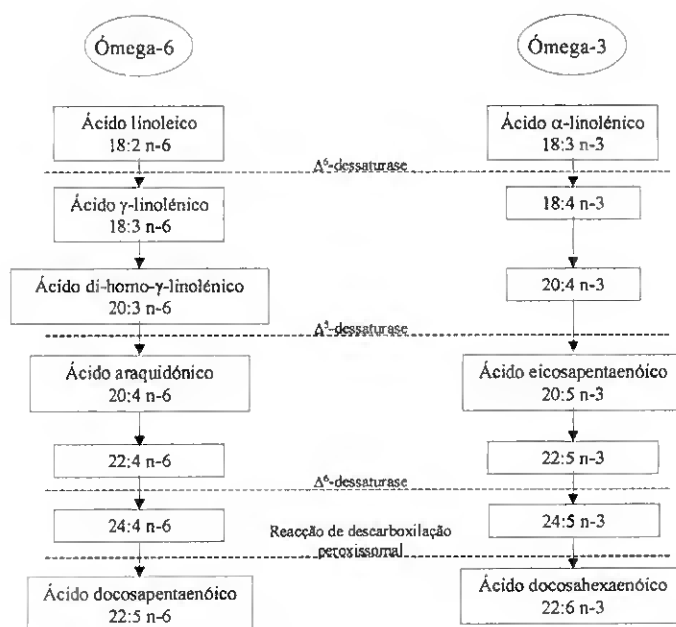 Ómega-6
Ómega-3
Ácido linoleico
18:2 n-6
Ácido α-linolénico
18:3 n-3
Δ⁶-dessaturase
Ácido γ-linolénico
18:3 n-6
18:4 n-3
Ácido di-homo-γ-linolénico
20:3 n-6
20:4 n-3
Δ⁵-dessaturase
Ácido araquidónico
20:4 n-6
Ácido eicosapentaenóico
20:5 n-3
22:4 n-6
22:5 n-3
Δ⁶-dessaturase
24:4 n-6
24:5 n-3
Reacção de descarboxilação
peroxissomal
Ácido docosapentaenóico
22:5 n-6
Ácido docosahexaenóico
22:6 n-3